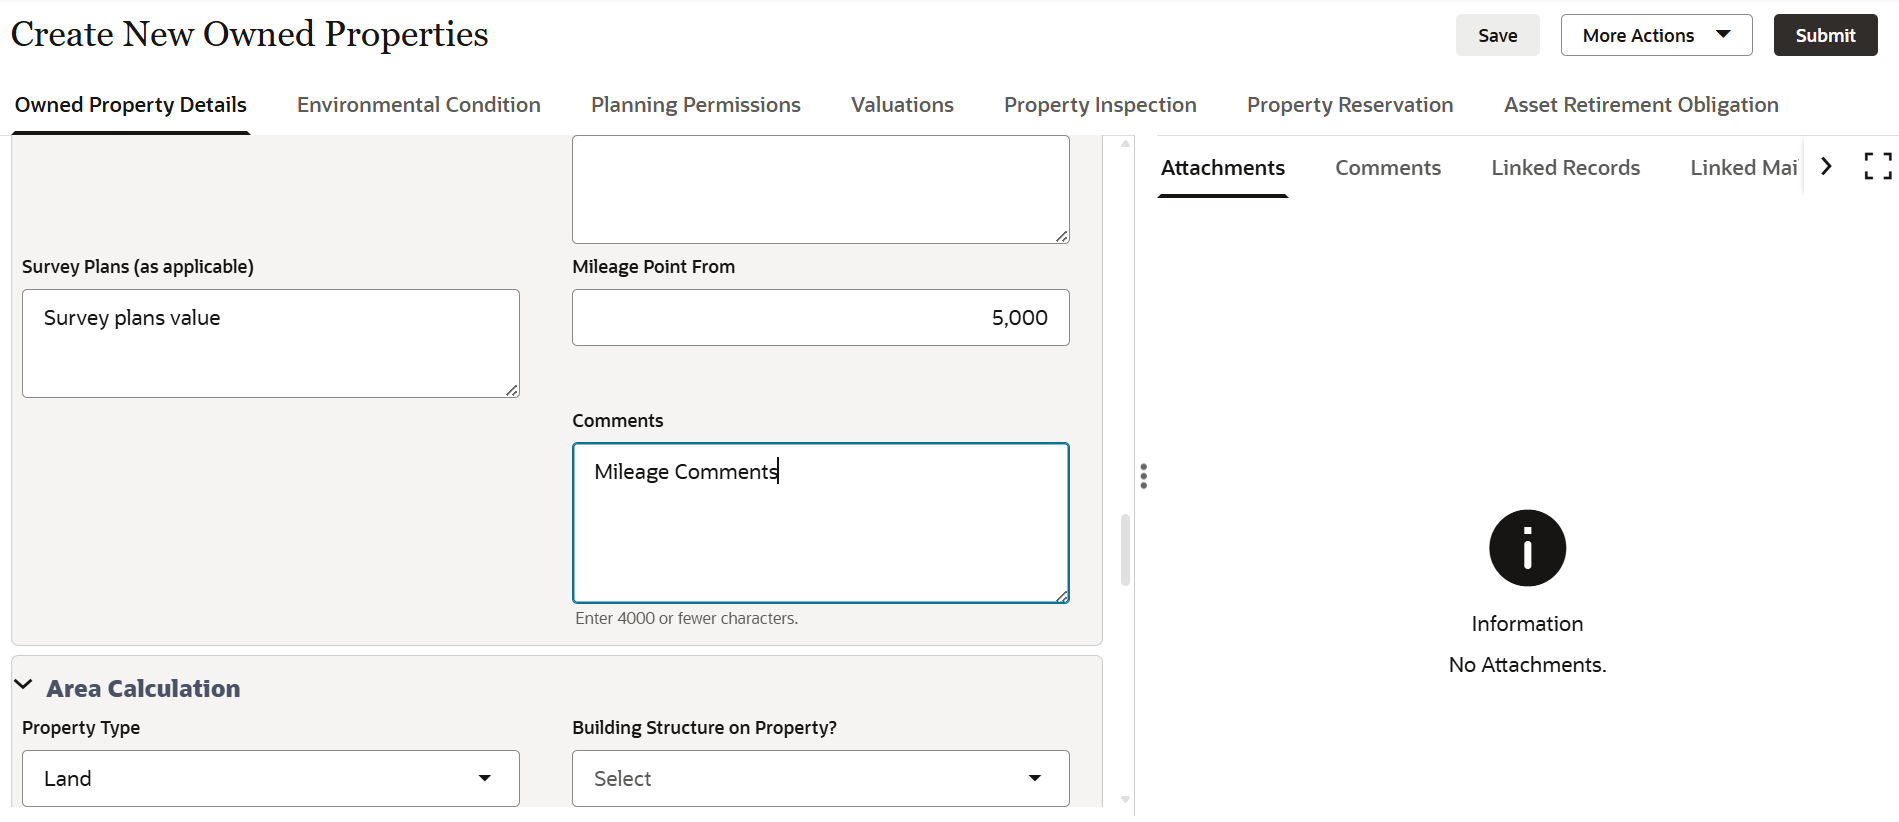 Create New Owned Properties
Save
More Actions
Submit
Owned Property Details
Environmental Condition
Planning Permissions
Valuations
Property Inspection
Property Reservation
Asset Retirement Obligation
Attachments
Comments
Linked Records
Linked Mai
Survey Plans (as applicable)
Mileage Point From
Survey plans value
5,000
Comments
Mileage Comments
Enter 4000 or fewer characters.
Information
No Attachments.
Area Calculation
Property Type
Building Structure on Property?
Land
Select